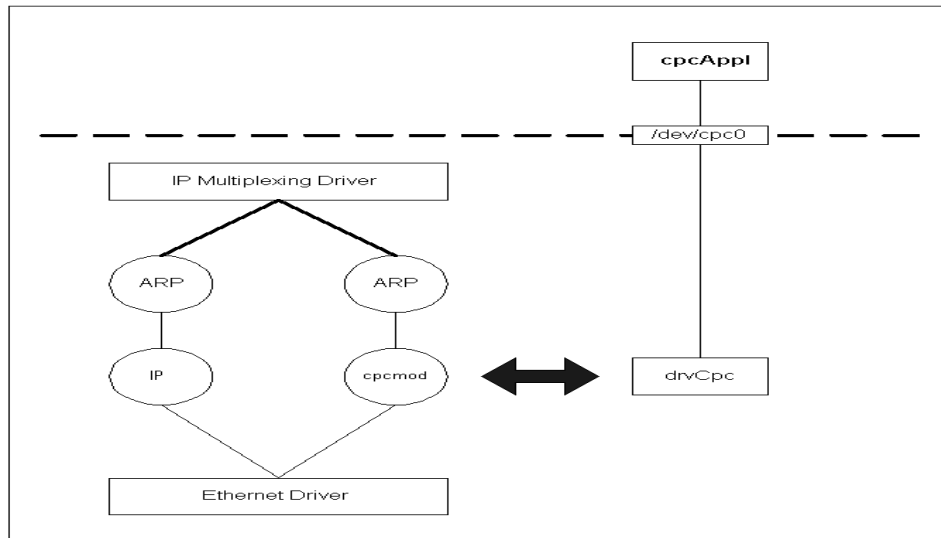 cpcAppl
/dev/cpc0
IP Multiplexing Driver
ARP
ARP
IP
cpcmod
drvCpc
Ethernet Driver